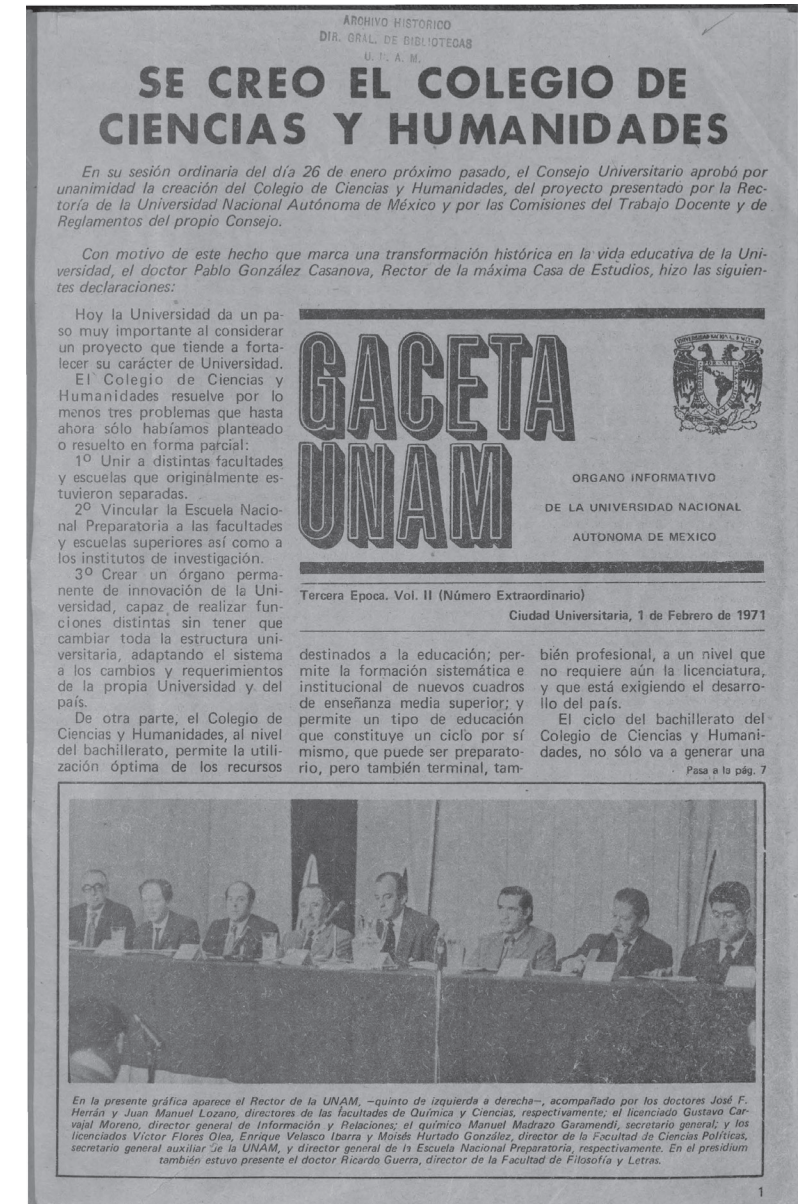 ARCHIVO HISTORICO
DIR. GRAL. DE BIBLIOTECAS
U. N. A. M.
SE CREO EL COLEGIO DE
CIENCIAS Y HUMANIDADES
En su sesión ordinaria del día 26 de enero próximo pasado, el Consejo Universitario aprobó por
unanimidad la creación del Colegio de Ciencias y Humanidades, del proyecto presentado por la Rec-
toría de la Universidad Nacional Autónoma de México y por las Comisiones del Trabajo Docente y de
Reglamentos del propio Consejo.
Con motivo de este hecho que marca una transformación histórica en la vida educativa de la Uni-
versidad, el doctor Pablo González Casanova, Rector de la máxima Casa de Estudios, hizo las siguien-
tes declaraciones:
Hoy la Universidad da un pa-
so muy importante al considerar
un proyecto que tiende a forta-
lecer su carácter de Universidad.
El Colegio de Ciencias y
Humanidades resuelve por lo
menos tres problemas que hasta
ahora sólo habíamos planteado
o resuelto en forma parcial:
1º Unir a distintas facultades
y escuelas que originalmente es-
tuvieron separadas.
2º Vincular la Escuela Nacio-
nal Preparatoria a las facultades
y escuelas superiores así como a
los institutos de investigación.
3º Crear un órgano perma-
nente de innovación de la Uni-
versidad, capaz de realizar fun-
ciones distintas sin tener que
cambiar toda la estructura uni-
versitaria, adaptando el sistema
a los cambios y requerimientos
de la propia Universidad y del
país.
De otra parte, el Colegio de
Ciencias y Humanidades, al nivel
del bachillerato, permite la utili-
zación óptima de los recursos
GACETA
UNAM
ORGANO INFORMATIVO
DE LA UNIVERSIDAD NACIONAL
AUTONOMA DE MEXICO
Tercera Epoca. Vol. II (Número Extraordinario)
Ciudad Universitaria, 1 de Febrero de 1971
destinados a la educación; per-
mite la formación sistemática e
institucional de nuevos cuadros
de enseñanza media superior; y
permite un tipo de educación
que constituye un ciclo por sí
mismo, que puede ser preparato-
rio, pero también terminal, tam-
bién profesional, a un nivel que
no requiere aún la licenciatura,
y que está exigiendo el desarro-
llo del país.
El ciclo del bachillerato del
Colegio de Ciencias y Humani-
dades, no sólo va a generar una
Pasa a la pág. 7
En la presente gráfica aparece el Rector de la UNAM, —quinto de izquierda a derecha—, acompañado por los doctores José F.
Herrán y Juan Manuel Lozano, directores de las facultades de Química y Ciencias, respectivamente; el licenciado Gustavo Car-
vajal Moreno, director general de Información y Relaciones; el químico Manuel Madrazo Garamendi, secretario general; y los
licenciados Víctor Flores Olea, Enrique Velasco Ibarra y Moisés Hurtado González, director de la Facultad de Ciencias Políticas,
secretario general auxiliar de la UNAM, y director general de la Escuela Nacional Preparatoria, respectivamente. En el presidium
también estuvo presente el doctor Ricardo Guerra, director de la Facultad de Filosofía y Letras.
1